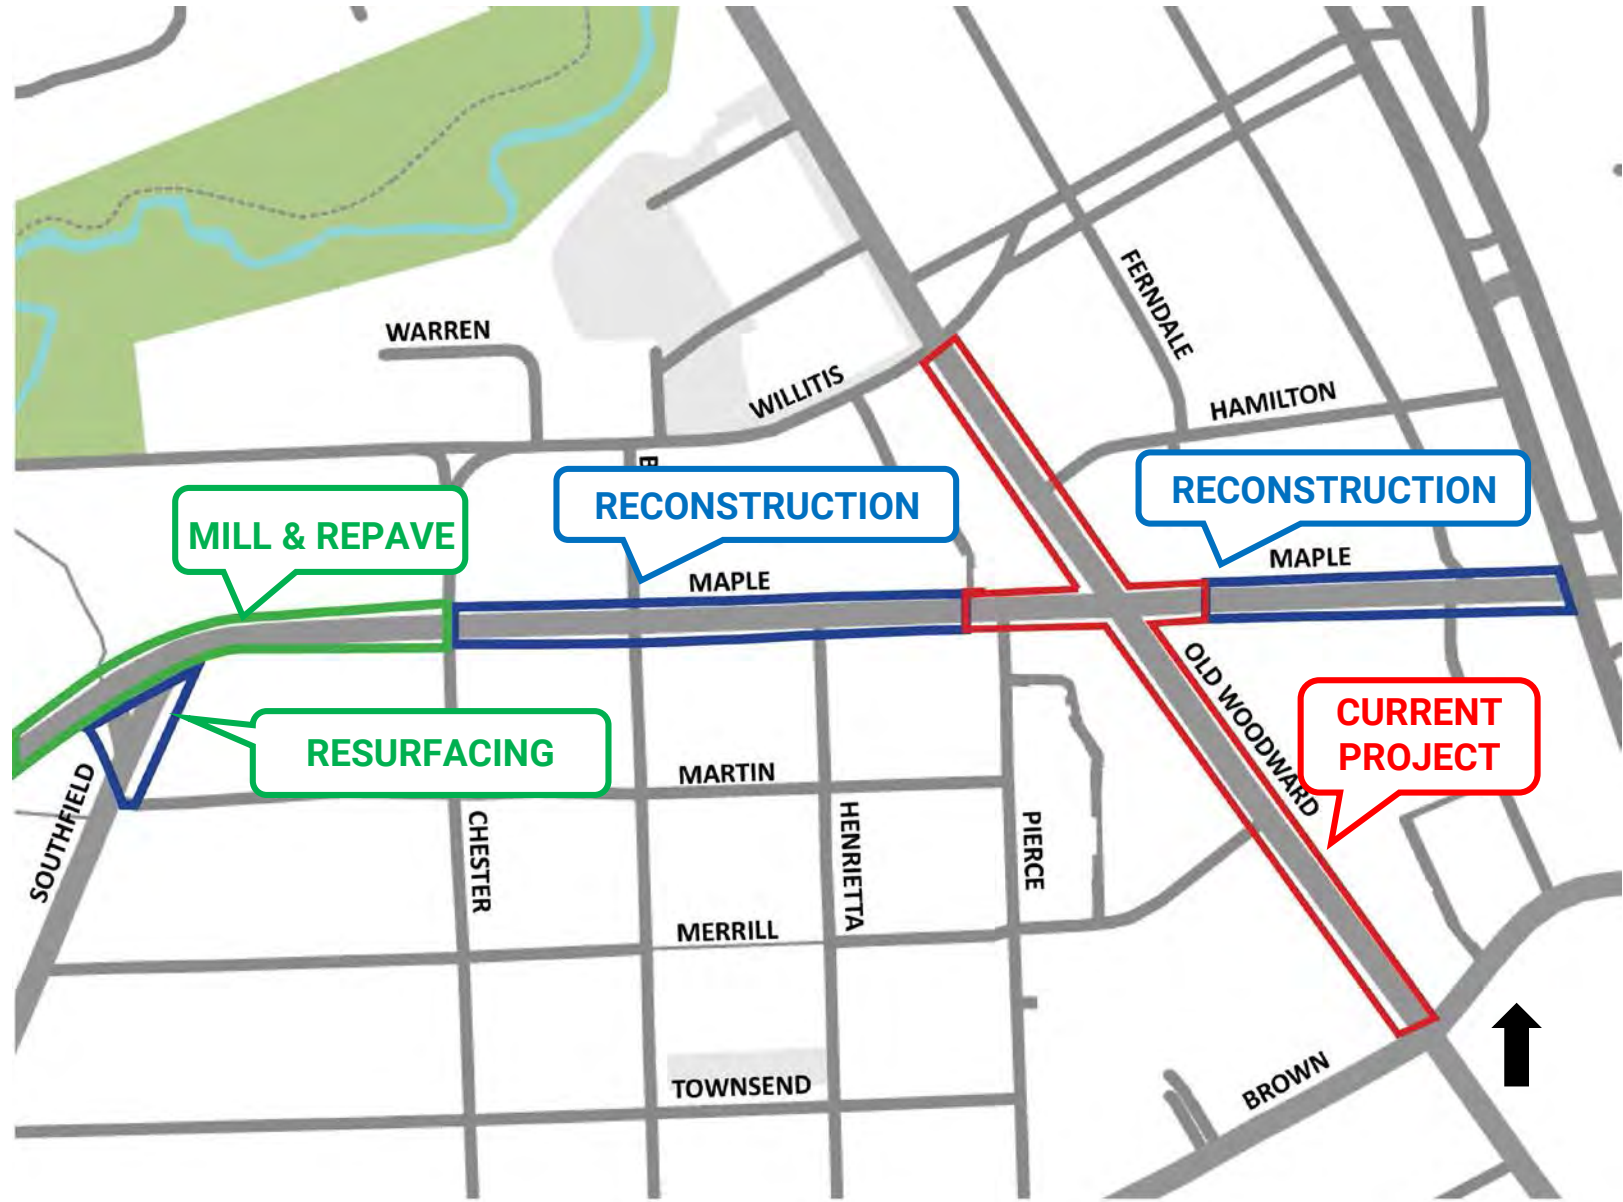 WARREN
WILLITIS
FERNDALE
HAMILTON
MILL & REPAVE
RECONSTRUCTION
RECONSTRUCTION
MAPLE
MAPLE
RESURFACING
OLD WOODWARD
CURRENT
PROJECT
SOUTHFIELD
MARTIN
CHESTER
HENRIETTA
PIERCE
MERRILL
TOWNSEND
BROWN